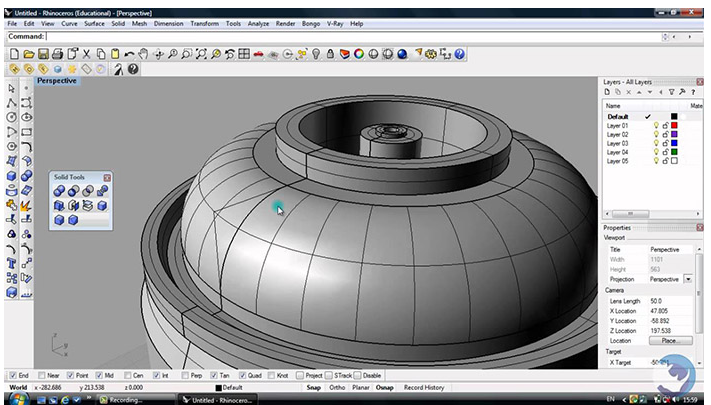 Untitled - Rhinoceros (Educational) - [Perspective]
File Edit View Curve Surface Solid Mesh Dimension Transform Tools Analyze Render Bongo V-Ray Help
Command:
Perspective
Layers - All Layers
Name Mate
Default
Layer 01
Layer 02
Layer 03
Layer 04
Layer 05
Solid Tools
Properties
Viewport
Title Perspective
Width 1101
Height 563
Projection Perspective
Camera
Lens Length 50.0
X Location 47.805
Y Location -58.892
Z Location 197.538
Location Place...
Target
X Target
z
y
x
End Near Point Mid Cen Int Perp Tan Quad Knot Project STrack Disable
World x -282.686 y 213.538 z 0.000 Default Snap Ortho Planar Osnap Record History
Recording... Untitled - Rhinocero... EN 15:59